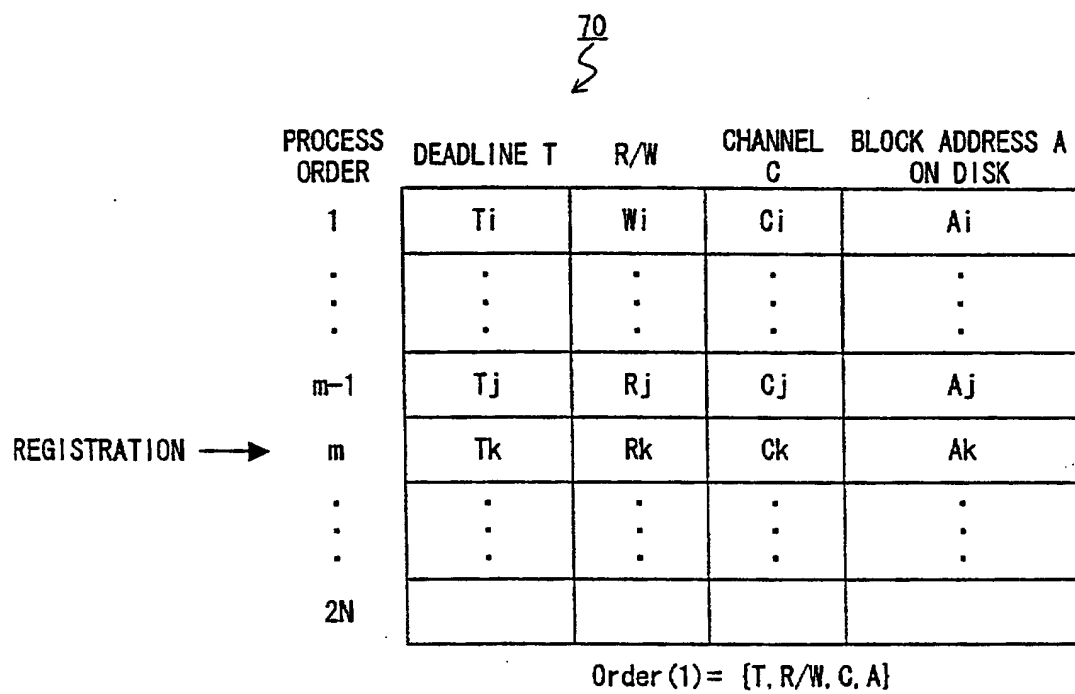 70
PROCESS ORDER DEADLINE T R/W CHANNEL C BLOCK ADDRESS A ON DISK
1 Ti Wi Ci Ai
. . . . .
. . . . .
. . . . .
m-1 Tj Rj Cj Aj
REGISTRATION → m Tk Rk Ck Ak
. . . . .
. . . . .
. . . . .
2N
Order(1)= {T, R/W, C, A}